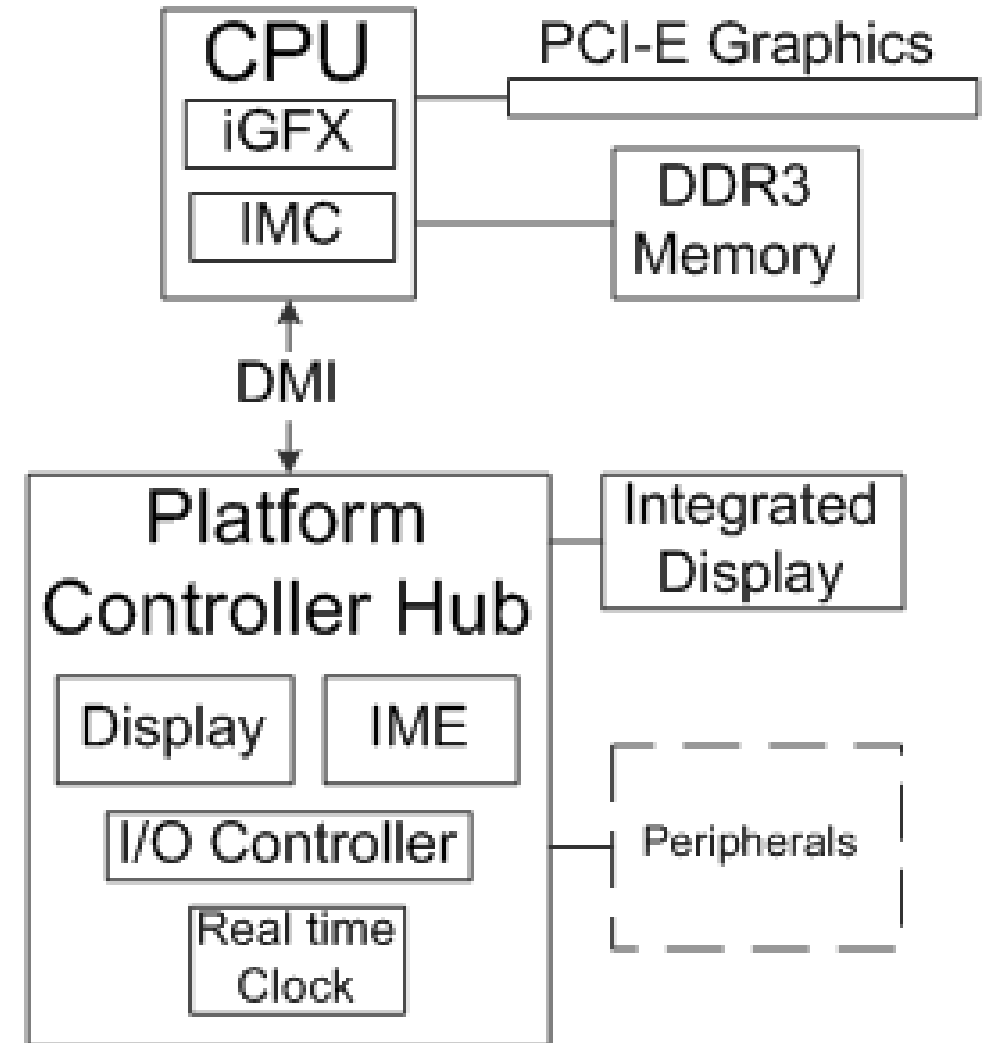 CPU
iGFX
IMC
PCI-E Graphics
DDR3
Memory
DMI
Platform
Controller Hub
Display
IME
I/O Controller
Real time
Clock
Integrated
Display
Peripherals